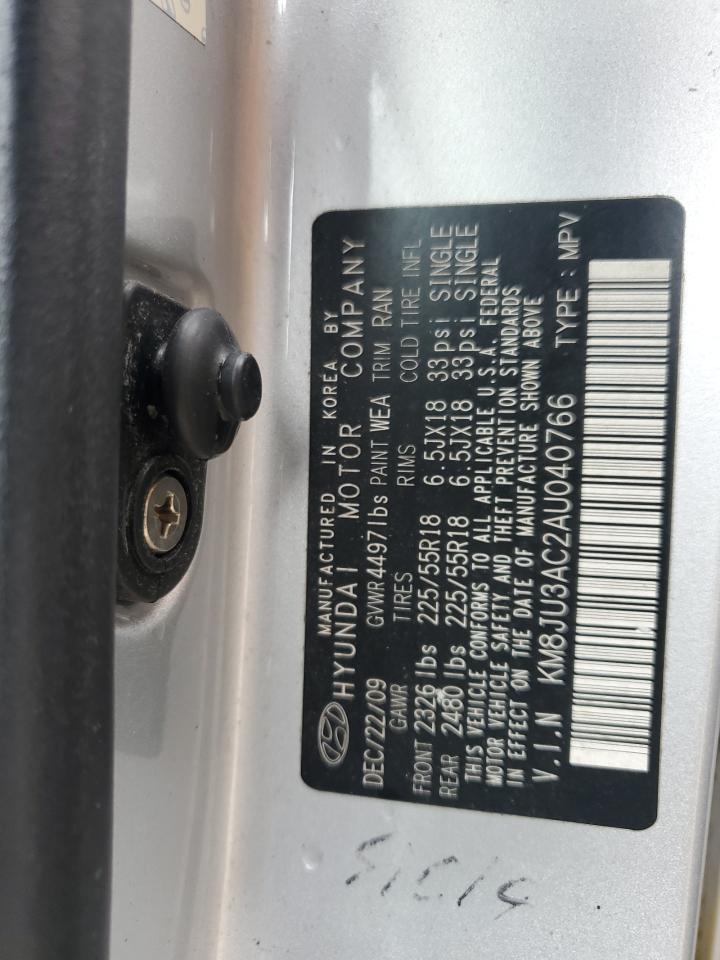 MANUFACTURED IN KOREA BY
HYUNDAI MOTOR COMPANY
DEC/22/09 GVWR 4497lbs PAINT WEA TRIM RAN
GAWR TIRES RIMS COLD TIRE INFL
FRONT 2326 lbs 225/55R18 6.5JX18 33psi SINGLE
REAR 2480 lbs 225/55R18 6.5JX18 33psi SINGLE
THIS VEHICLE CONFORMS TO ALL APPLICABLE U.S.A. FEDERAL
MOTOR VEHICLE SAFETY AND THEFT PREVENTION STANDARDS
IN EFFECT ON THE DATE OF MANUFACTURE SHOWN ABOVE
V.I.N KM8JU3AC2AU040766 TYPE : MPV